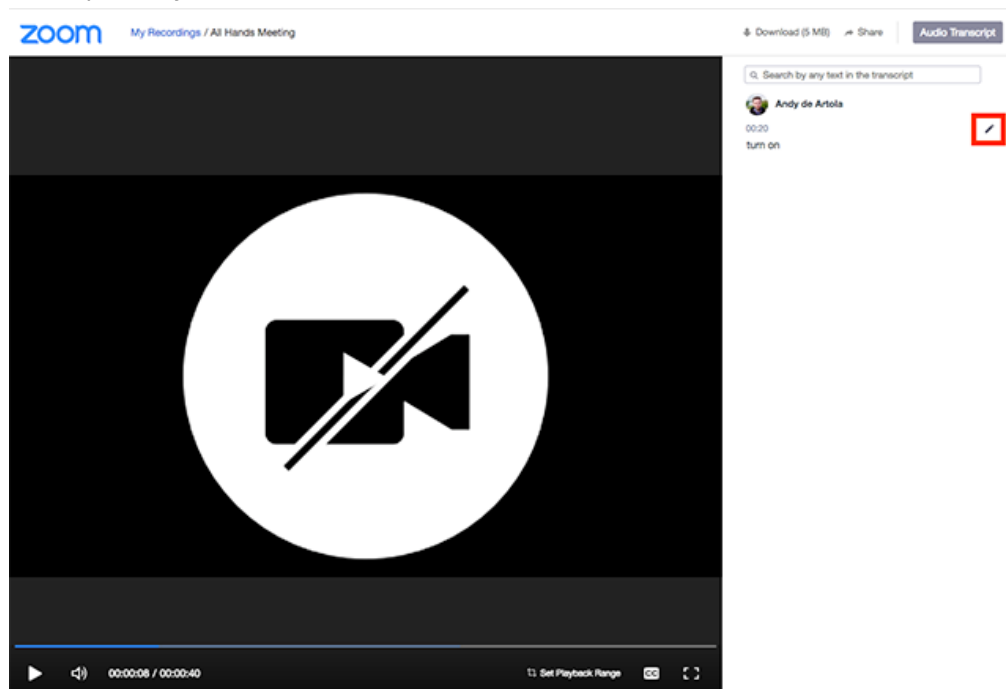 zoom
My Recordings / All Hands Meeting
Download (5 MB)
Share
Audio Transcript
Search by any text in the transcript
Andy de Artola
00:20
turn on
00:00:08 / 00:00:40
Set Playback Range
CC